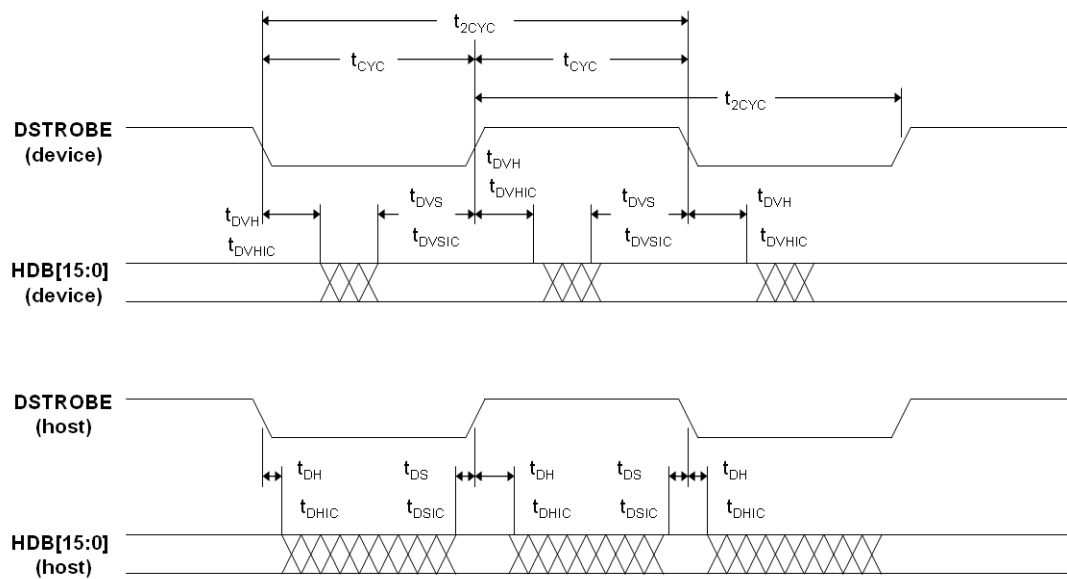 t2CYC
tCYC tCYC
t2CYC
DSTROBE
(device)
tDVH
tDVS tDVHIC tDVS tDVH
tDVH
tDVHIC tDVSIC tDVSIC tDVHIC
HDB[15:0]
(device)
DSTROBE
(host)
tDH tDS tDH tDS tDH
tDHIC tDSIC tDHIC tDSIC tDHIC
HDB[15:0]
(host)